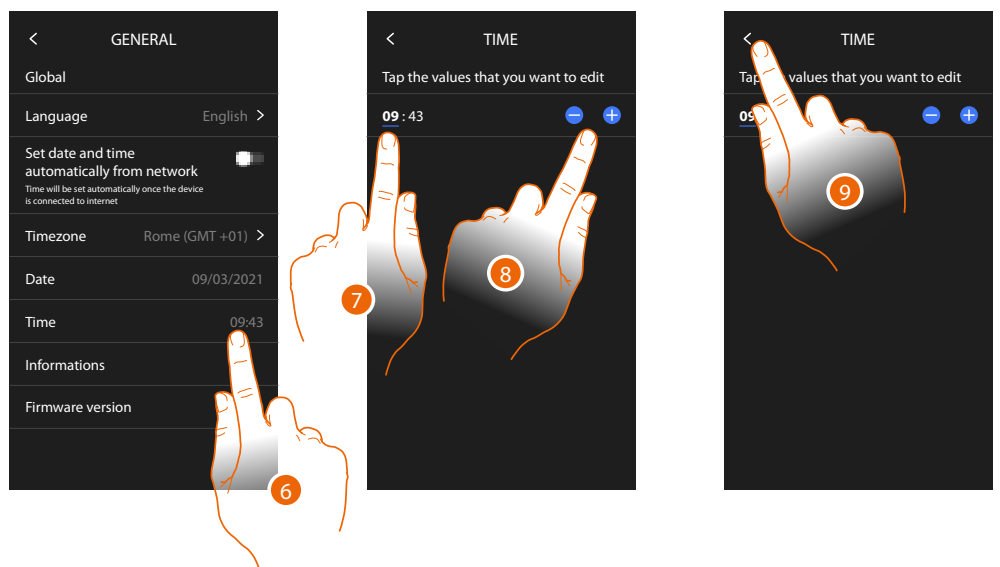 GENERAL
Global
Language English
Set date and time
automatically from network
Time will be set automatically once the device
is connected to internet
Timezone Rome (GMT +01)
Date 09/03/2021
Time 09:43
Informations
Firmware version
6
TIME
Tap the values that you want to edit
09 : 43
7
8
TIME
Tap values that you want to edit
09
9